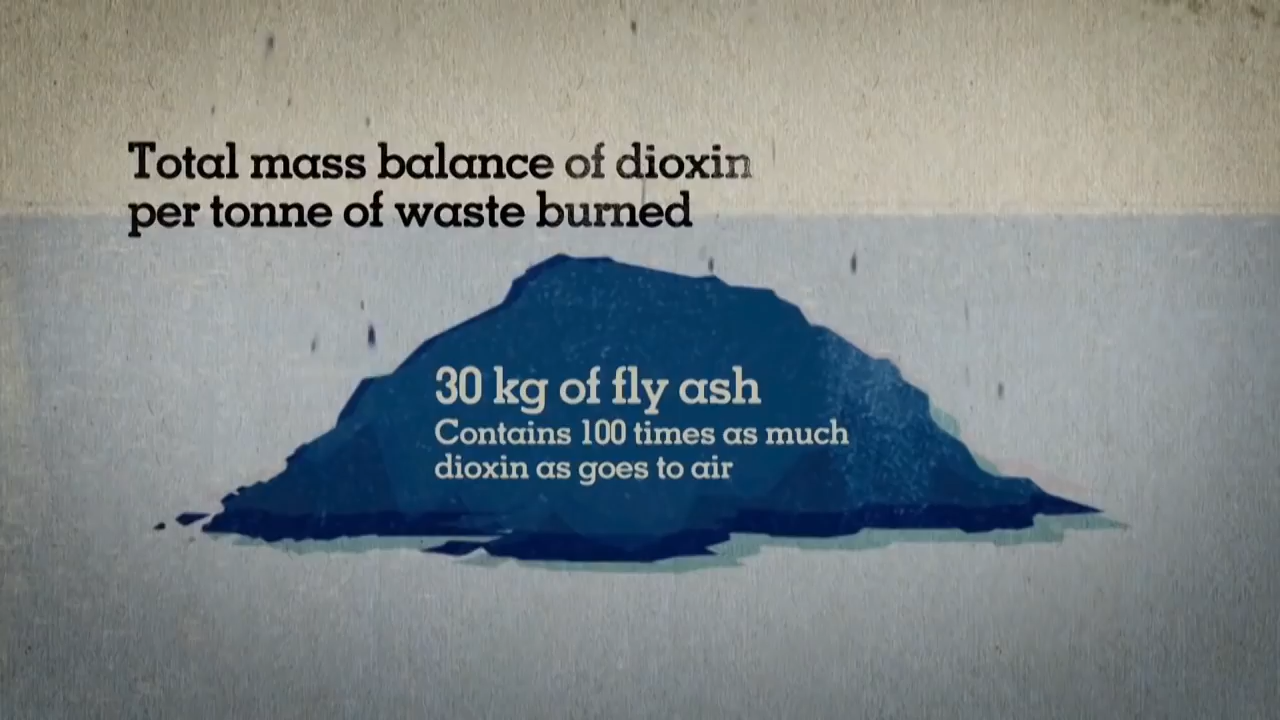 Total mass balance of dioxin
per tonne of waste burned
30 kg of fly ash
Contains 100 times as much
dioxin as goes to air